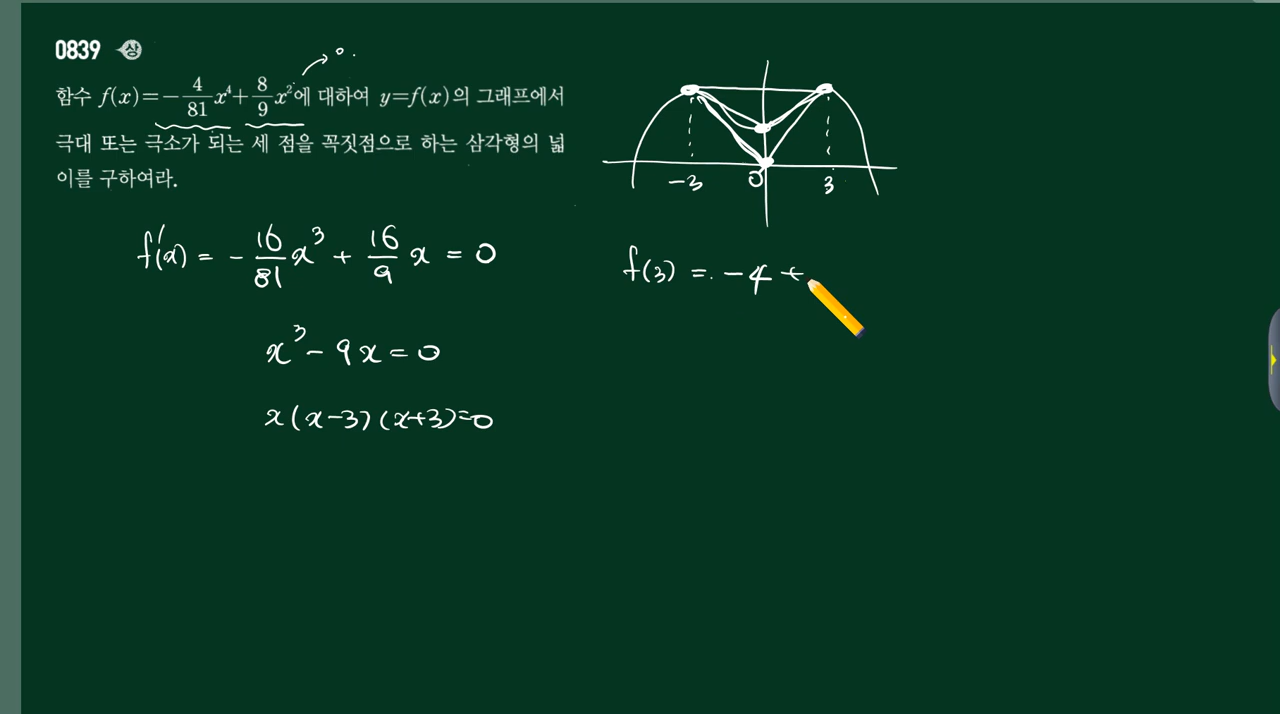 0839 상
함수 f(x)=-4/81x⁴+8/9x²에 대하여 y=f(x)의 그래프에서
극대 또는 극소가 되는 세 점을 꼭짓점으로 하는 삼각형의 넓
이를 구하여라.
0.
f'(x) = -16/81x³ + 16/9x = 0
x³ - 9x = 0
x(x-3)(x+3)=0
-3 0 3
f(3) = -4 +